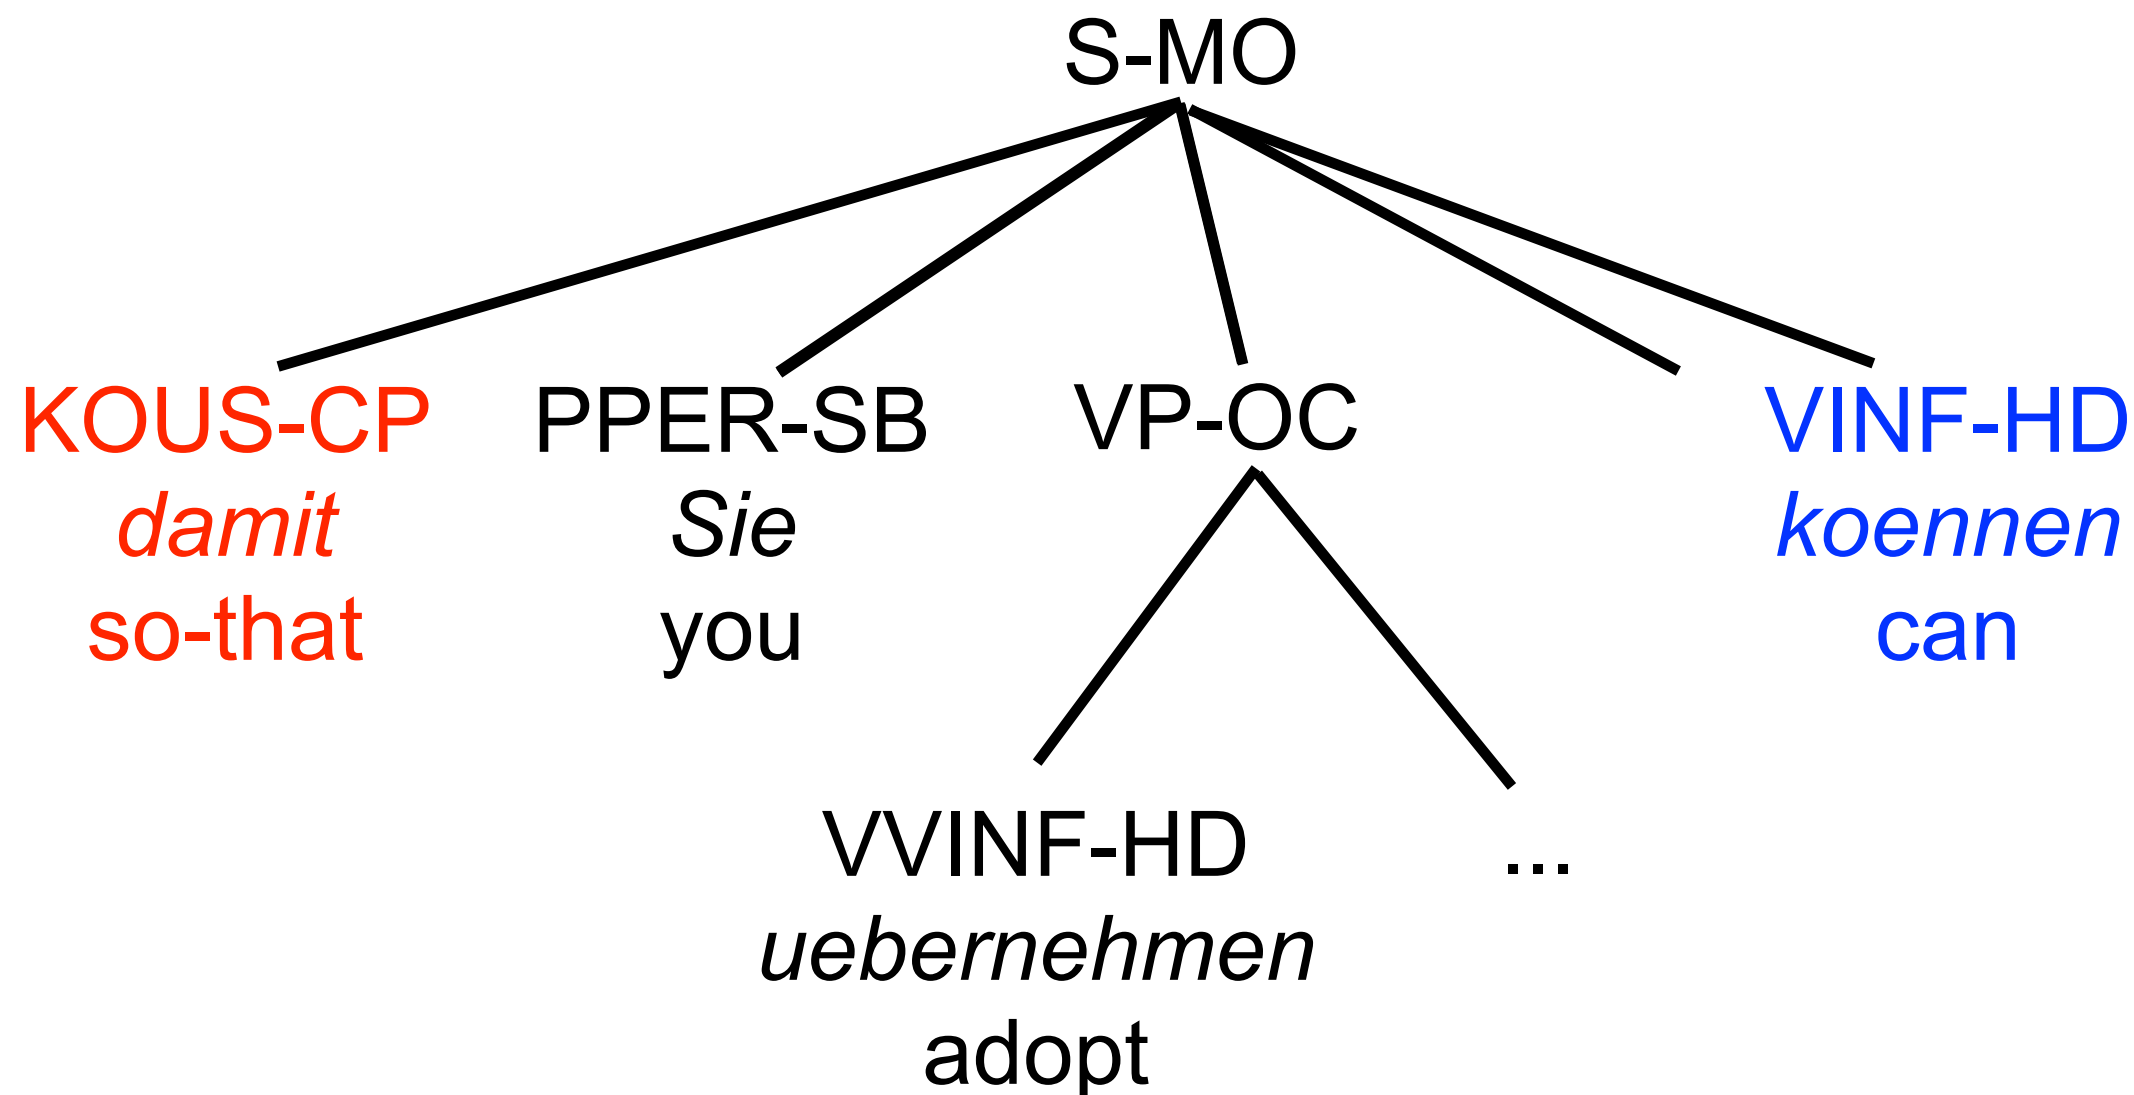 S-MO
KOUS-CP PPER-SB VP-OC VINF-HD
damit Sie koennen
so-that you can
VVINF-HD ...
uebernehmen
adopt